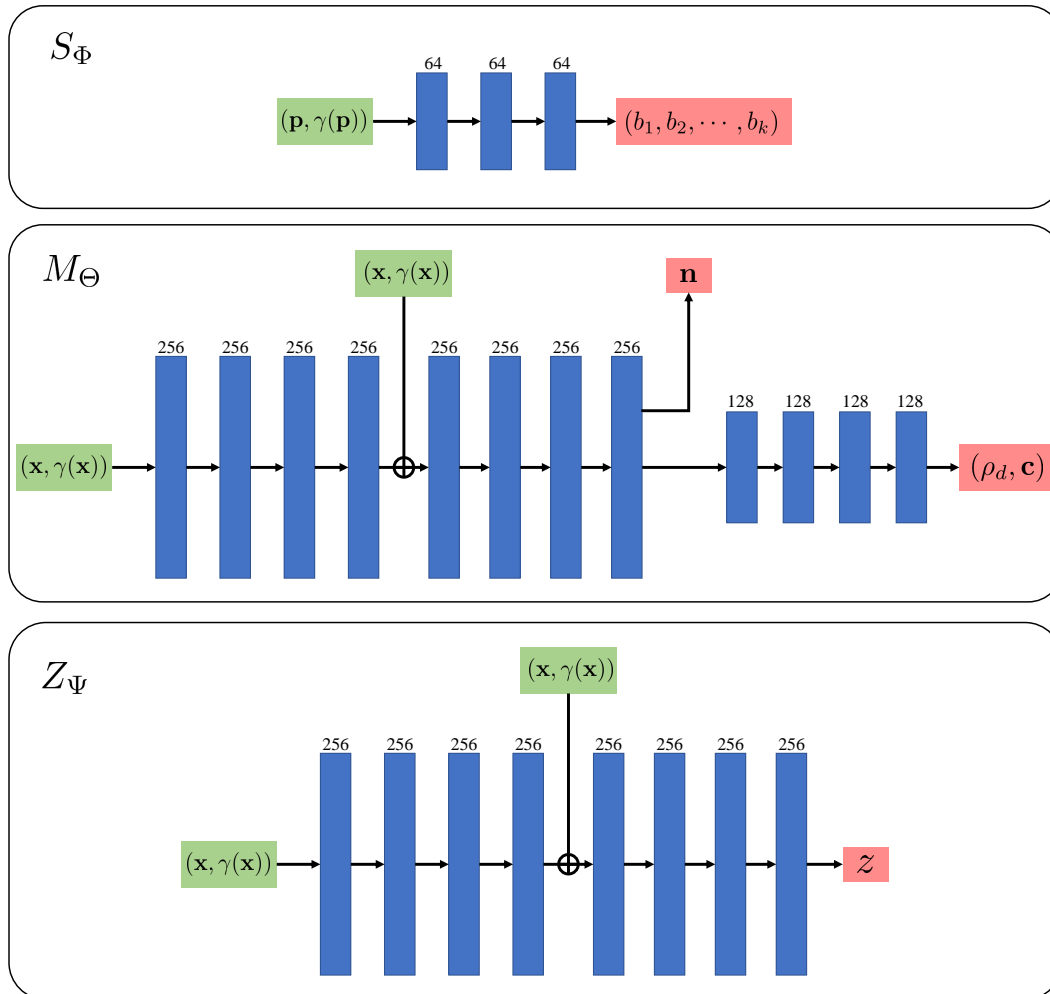 S_Φ
64 64 64
(p, γ(p))
(b_1, b_2, ⋯ , b_k)
M_Θ
(x, γ(x))
n
256 256 256 256 256 256 256 256
128 128 128 128
(x, γ(x))
(ρ_d, c)
Z_Ψ
(x, γ(x))
256 256 256 256 256 256 256 256
(x, γ(x))
z